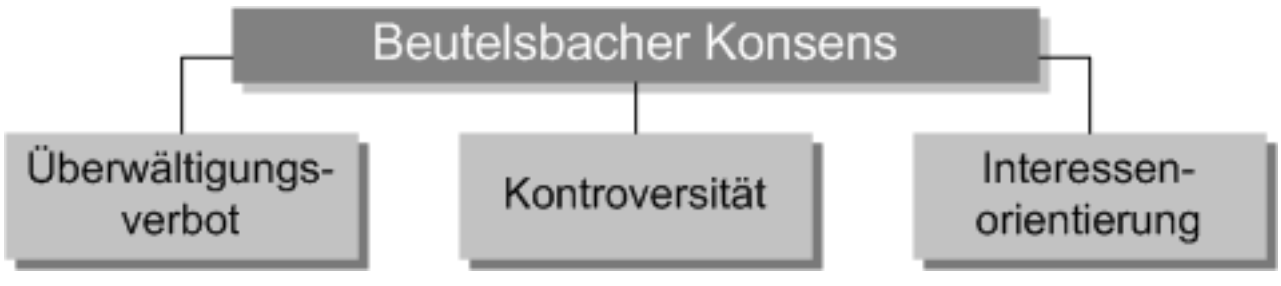 Beutelsbacher Konsens
Überwältigungs-
verbot
Kontroversität
Interessen-
orientierung